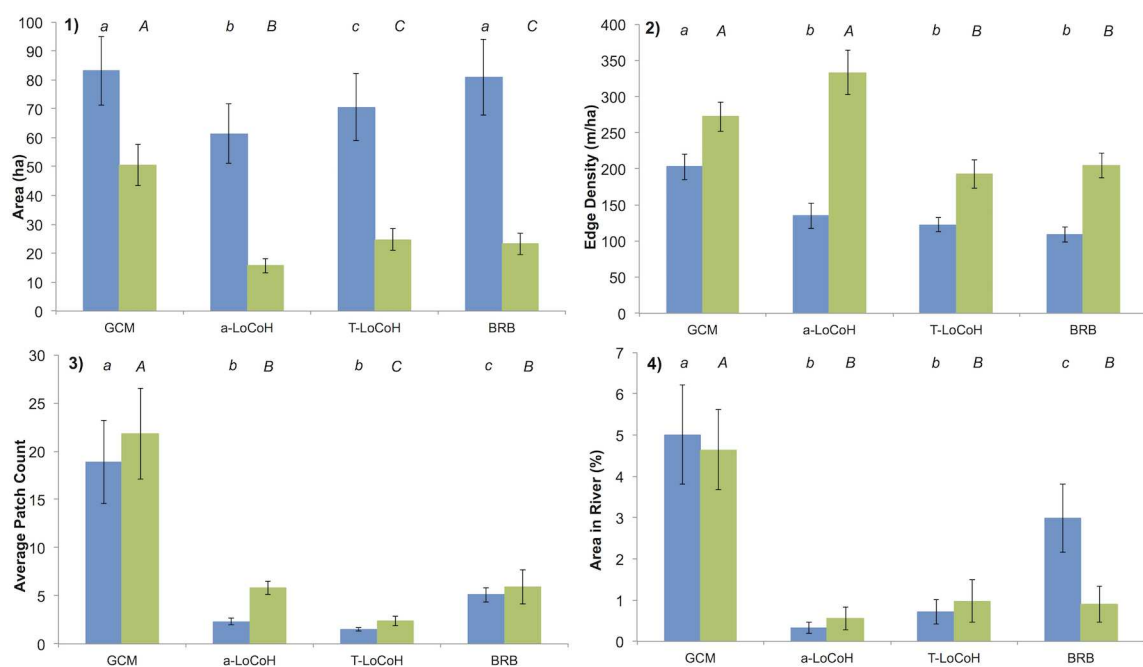 1) a A b B c C a C
Area (ha)
100
90
80
70
60
50
40
30
20
10
0
GCM a-LoCoH T-LoCoH BRB
2) a A b A b B b B
Edge Density (m/ha)
400
350
300
250
200
150
100
50
0
GCM a-LoCoH T-LoCoH BRB
3) a A b B b C c B
Average Patch Count
30
25
20
15
10
5
0
GCM a-LoCoH T-LoCoH BRB
4) a A b B b B c B
Area in River (%)
7
6
5
4
3
2
1
0
GCM a-LoCoH T-LoCoH BRB